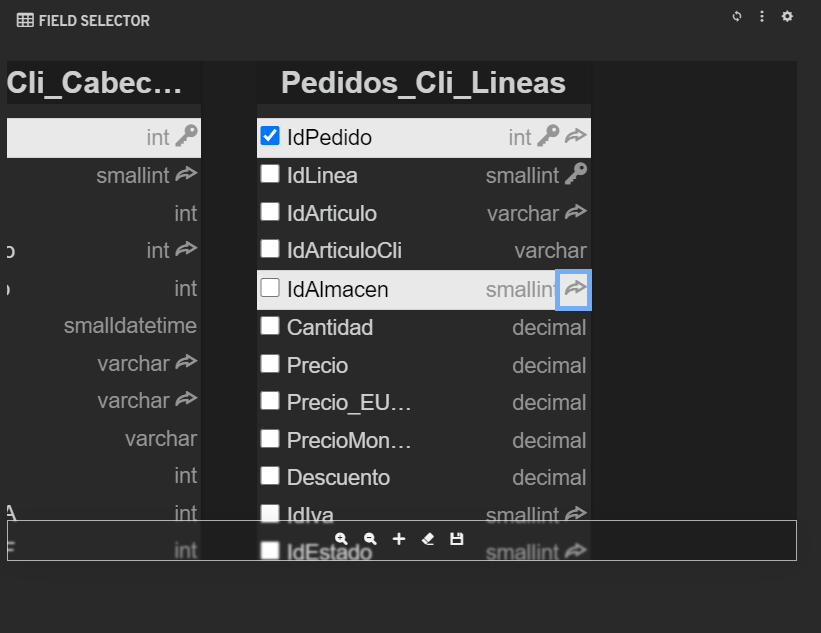 FIELD SELECTOR
Cli_Cabec...
int
smallint
int
o int
int
smalldatetime
varchar
varchar
varchar
int
A int
int
Pedidos_Cli_Lineas
IdPedido int
IdLinea smallint
IdArticulo varchar
IdArticuloCli varchar
IdAlmacen smallint
Cantidad decimal
Precio decimal
Precio_EU... decimal
PrecioMon... decimal
Descuento decimal
IdIva smallint
IdEstado smallint